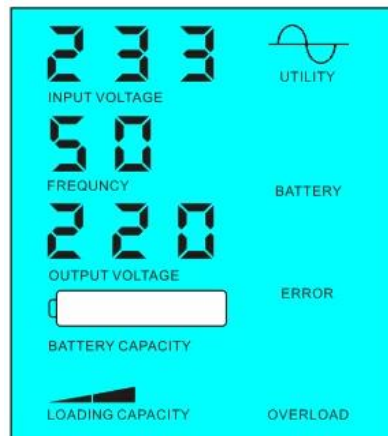 233
UTILITY
INPUT VOLTAGE
50
FREQUNCY
BATTERY
220
OUTPUT VOLTAGE
ERROR
BATTERY CAPACITY
LOADING CAPACITY
OVERLOAD